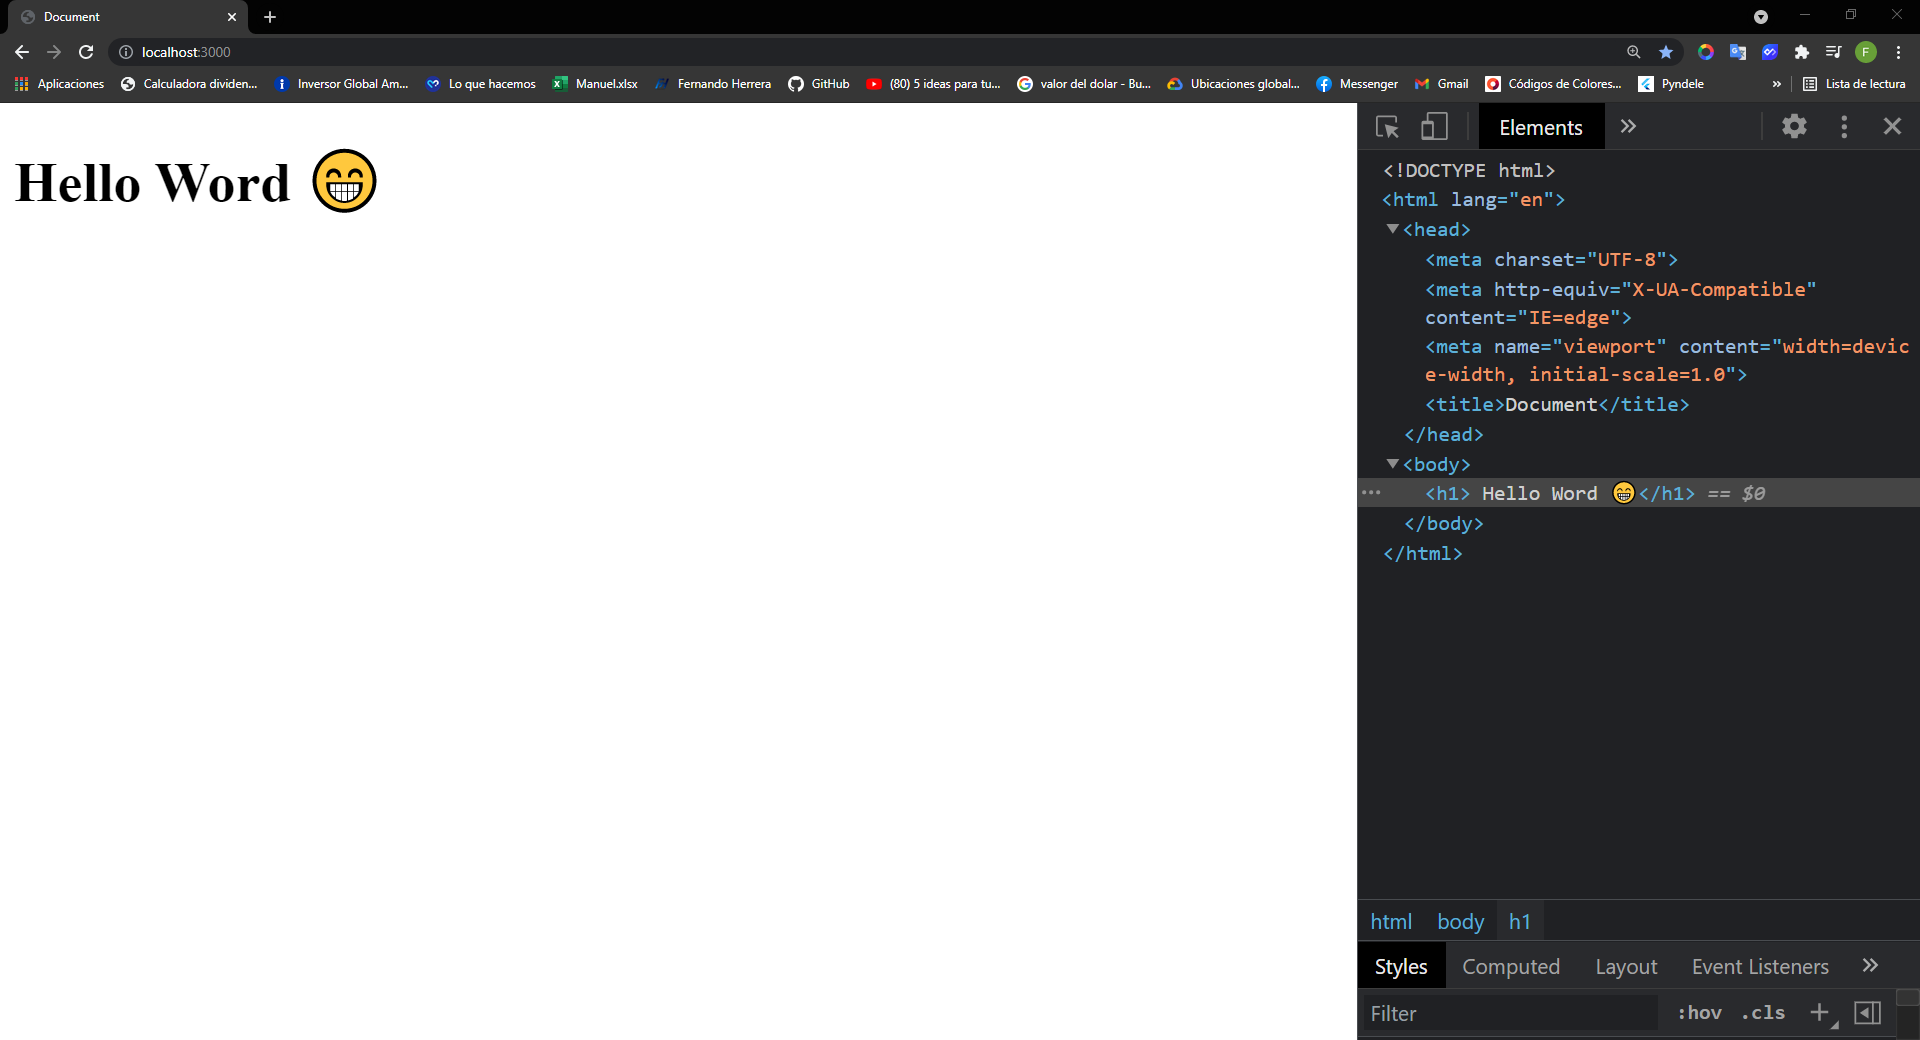 Document
localhost:3000
Aplicaciones Calculadora dividen... Inversor Global Am... Lo que hacemos Manuel.xlsx Fernando Herrera GitHub (80) 5 ideas para tu... valor del dolar - Bu... Ubicaciones global... Messenger Gmail Códigos de Colores... Pyndele » Lista de lectura
Hello Word 😁
Elements »
<!DOCTYPE html>
<html lang="en">
<head>
<meta charset="UTF-8">
<meta http-equiv="X-UA-Compatible"
content="IE=edge">
<meta name="viewport" content="width=devic
e-width, initial-scale=1.0">
<title>Document</title>
</head>
<body>
<h1> Hello Word 😁</h1> == $0
</body>
</html>
html body h1
Styles Computed Layout Event Listeners »
Filter :hov .cls